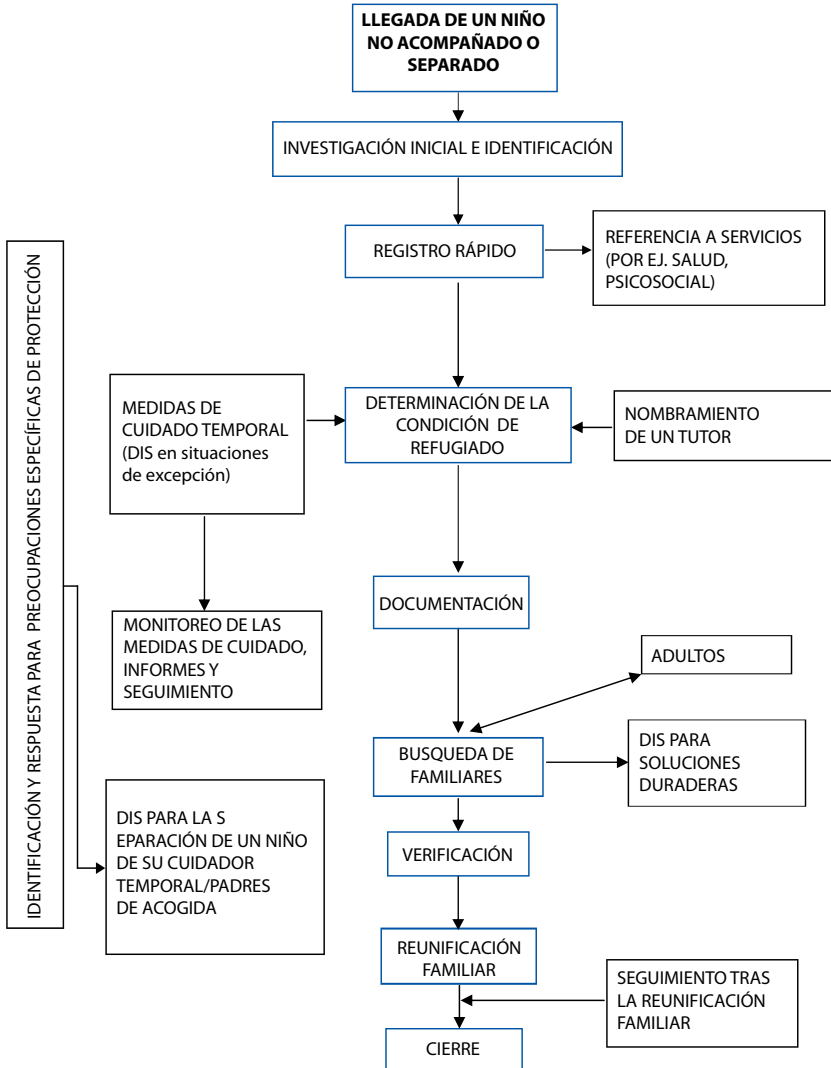 LLEGADA DE UN NIÑO
NO ACOMPAÑADO O
SEPARADO
INVESTIGACIÓN INICIAL E IDENTIFICACIÓN
REGISTRO RÁPIDO
REFERENCIA A SERVICIOS
(POR EJ. SALUD,
PSICOSOCIAL)
IDENTIFICACIÓN Y RESPUESTA PARA PREOCUPACIONES ESPECÍFICAS DE PROTECCIÓN
MEDIDAS DE
CUIDADO TEMPORAL
(DIS en situaciones
de excepción)
DETERMINACIÓN DE LA
CONDICIÓN DE
REFUGIADO
NOMBRAMIENTO
DE UN TUTOR
DOCUMENTACIÓN
MONITOREO DE LAS
MEDIDAS DE CUIDADO,
INFORMES Y
SEGUIMIENTO
ADULTOS
BUSQUEDA DE
FAMILIARES
DIS PARA
SOLUCIONES
DURADERAS
DIS PARA LA S
EPARACIÓN DE UN NIÑO
DE SU CUIDADOR
TEMPORAL/PADRES
DE ACOGIDA
VERIFICACIÓN
REUNIFICACIÓN
FAMILIAR
SEGUIMIENTO TRAS
LA REUNIFICACIÓN
FAMILIAR
CIERRE